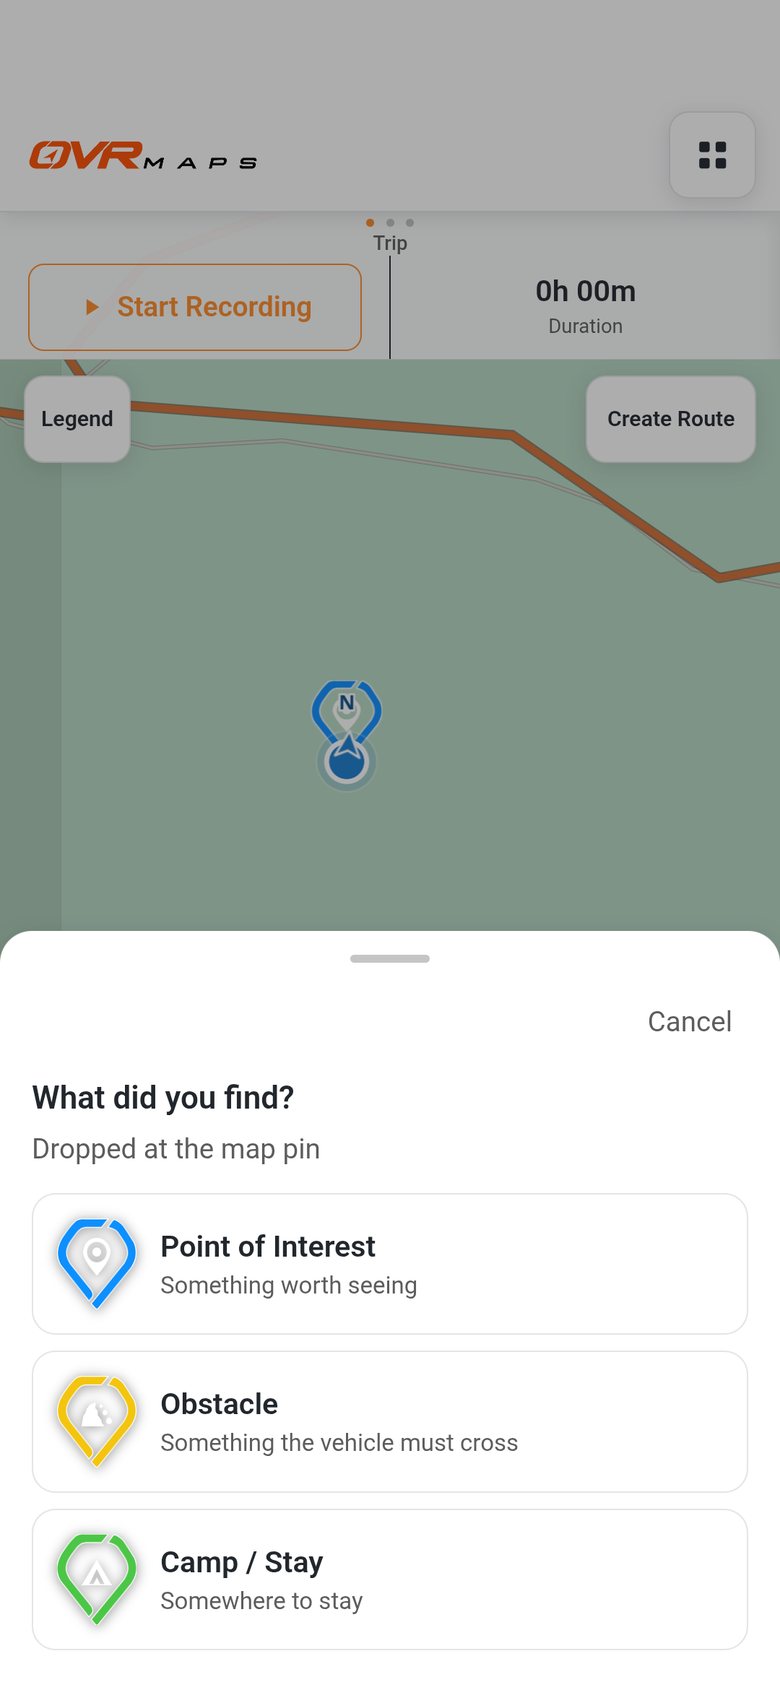 OVR MAPS
Trip
Start Recording
0h 00m
Duration
Legend
Create Route
N
Cancel
What did you find?
Dropped at the map pin
Point of Interest
Something worth seeing
Obstacle
Something the vehicle must cross
Camp / Stay
Somewhere to stay